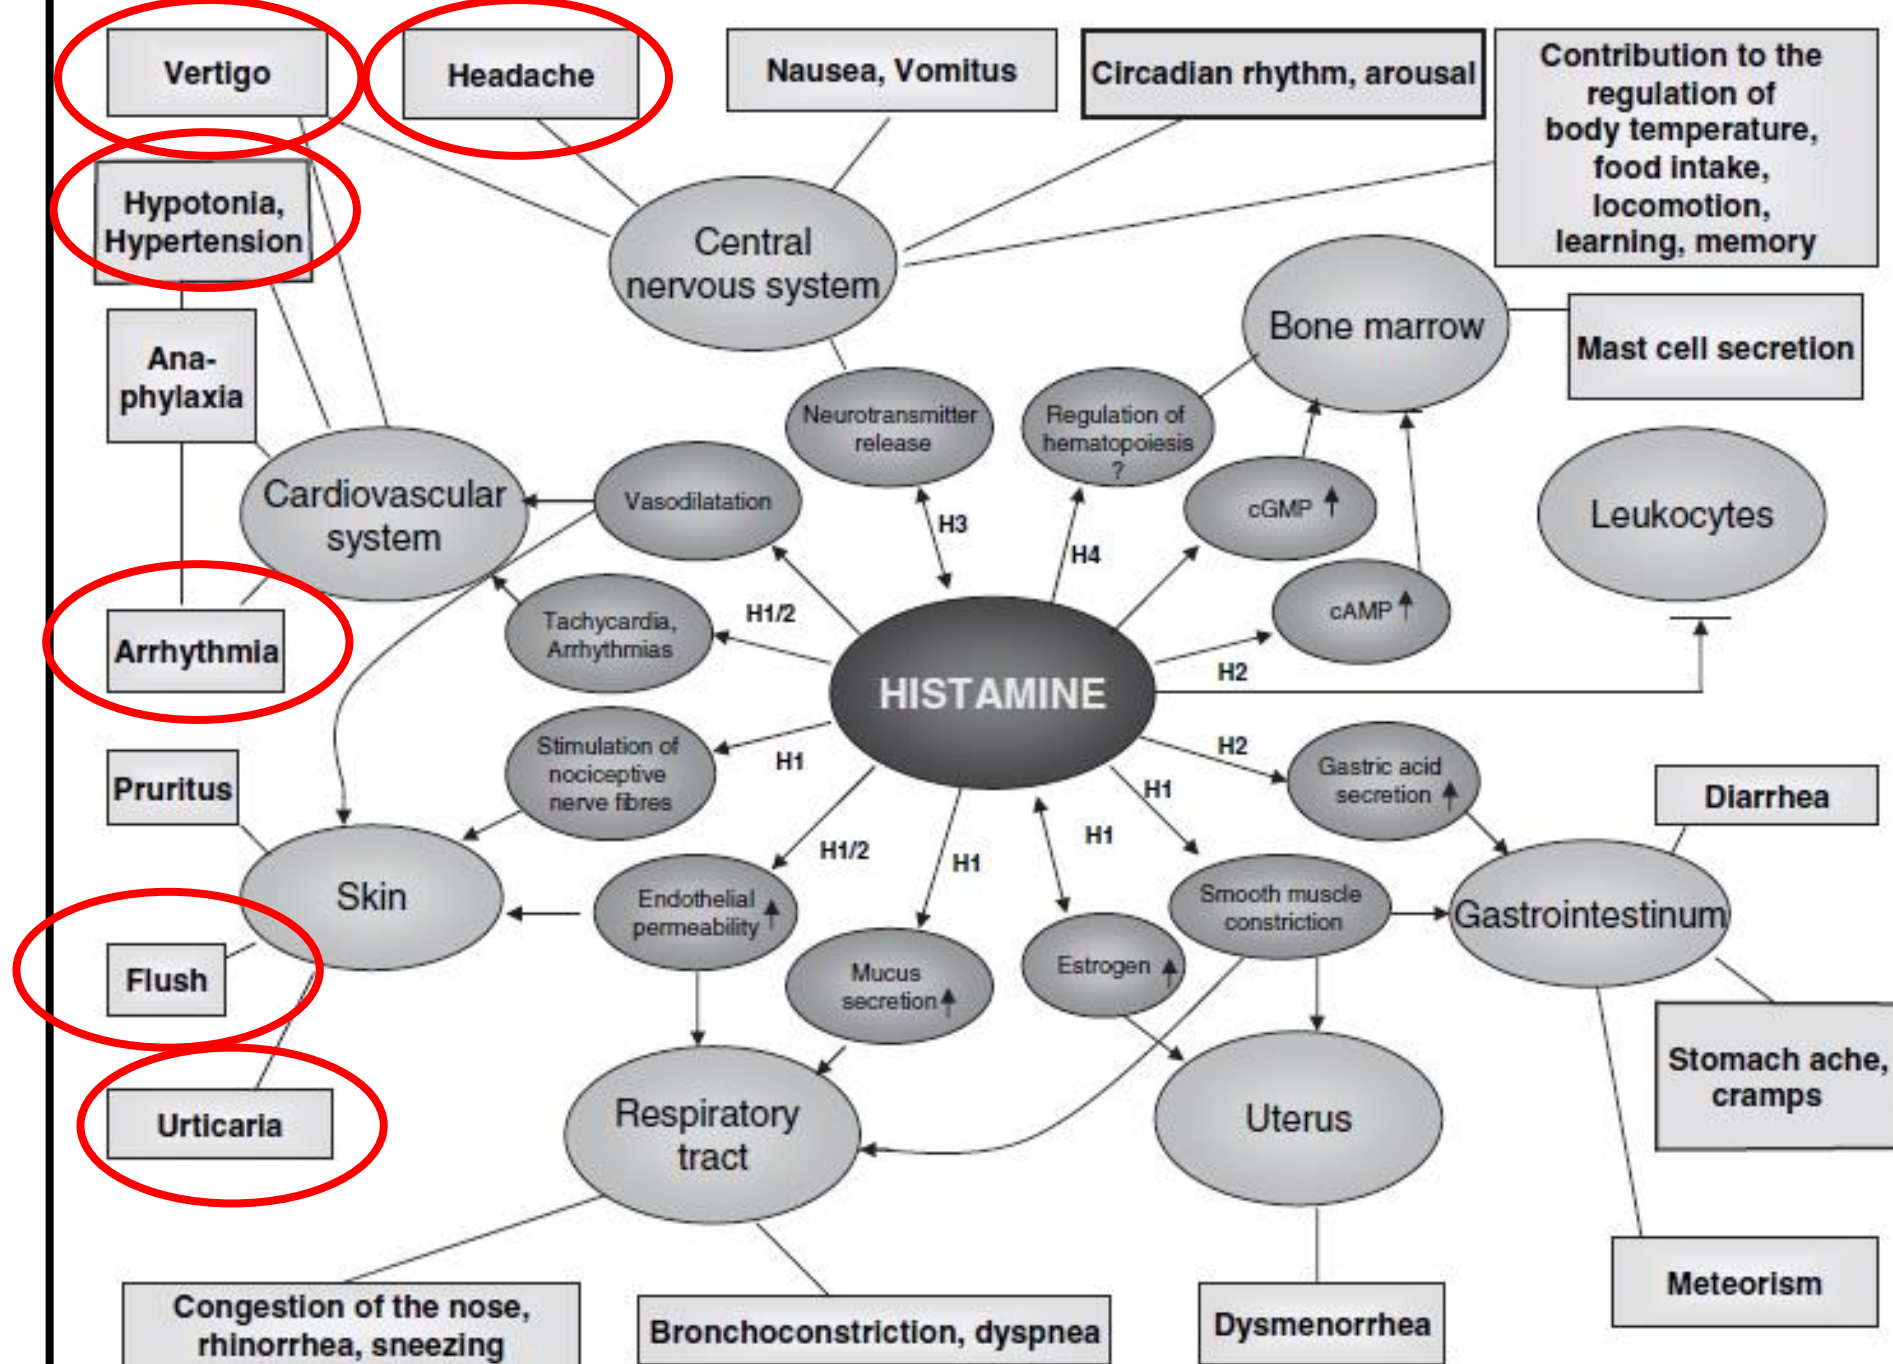 Vertigo
Headache
Nausea, Vomitus
Circadian rhythm, arousal
Contribution to the
regulation of
body temperature,
food intake,
locomotion,
learning, memory
Hypotonia,
Hypertension
Central
nervous system
Bone marrow
Mast cell secretion
Ana-
phylaxia
Neurotransmitter
release
Regulation of
hematopoiesis
?
Cardiovascular
system
Vasodilatation
H3
H4
cGMP ↑
Leukocytes
Tachycardia,
Arrhythmias
H1/2
cAMP ↑
Arrhythmia
HISTAMINE
H2
Pruritus
Stimulation of
nociceptive
nerve fibres
H1
H2
Gastric acid
secretion ↑
H1
Diarrhea
H1/2
H1
H1
Skin
Endothelial
permeability ↑
Smooth muscle
constriction
Gastrointestinum
Flush
Mucus
secretion ↑
Estrogen ↑
Urticaria
Respiratory
tract
Uterus
Stomach ache,
cramps
Congestion of the nose,
rhinorrhea, sneezing
Bronchoconstriction, dyspnea
Dysmenorrhea
Meteorism